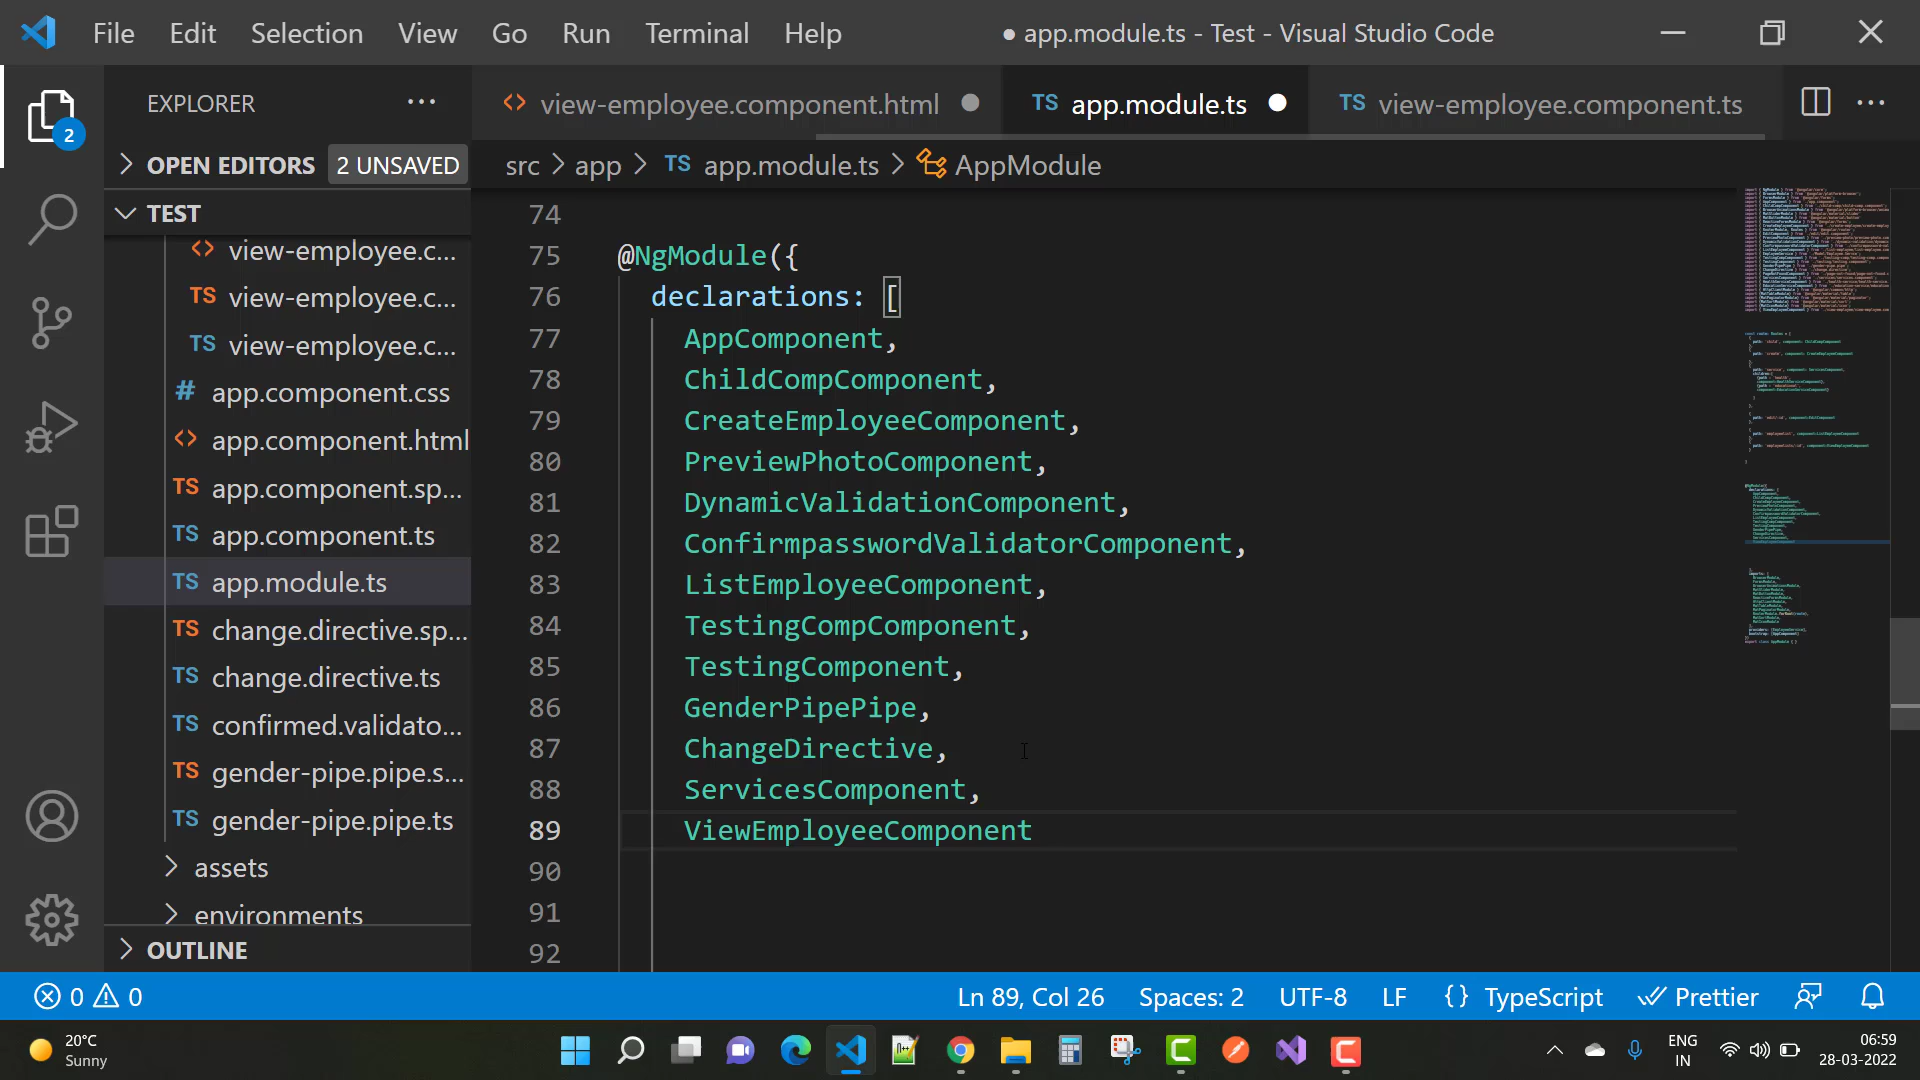 File Edit Selection View Go Run Terminal Help
● app.module.ts - Test - Visual Studio Code
EXPLORER ...
view-employee.component.html
TS app.module.ts
TS view-employee.component.ts
OPEN EDITORS 2 UNSAVED
src > app > TS app.module.ts > AppModule
TEST
view-employee.c...
TS view-employee.c...
TS view-employee.c...
# app.component.css
<> app.component.html
TS app.component.sp...
TS app.component.ts
TS app.module.ts
TS change.directive.sp...
TS change.directive.ts
TS confirmed.validato...
TS gender-pipe.pipe.s...
TS gender-pipe.pipe.ts
assets
environments
OUTLINE
2
74
75 @NgModule({
76 declarations: [
77 AppComponent,
78 ChildCompComponent,
79 CreateEmployeeComponent,
80 PreviewPhotoComponent,
81 DynamicValidationComponent,
82 ConfirmpasswordValidatorComponent,
83 ListEmployeeComponent,
84 TestingCompComponent,
85 TestingComponent,
86 GenderPipePipe,
87 ChangeDirective,
88 ServicesComponent,
89 ViewEmployeeComponent
90
91
92
0 0
Ln 89, Col 26 Spaces: 2 UTF-8 LF {} TypeScript Prettier
20°C
Sunny
ENG
IN
06:59
28-03-2022